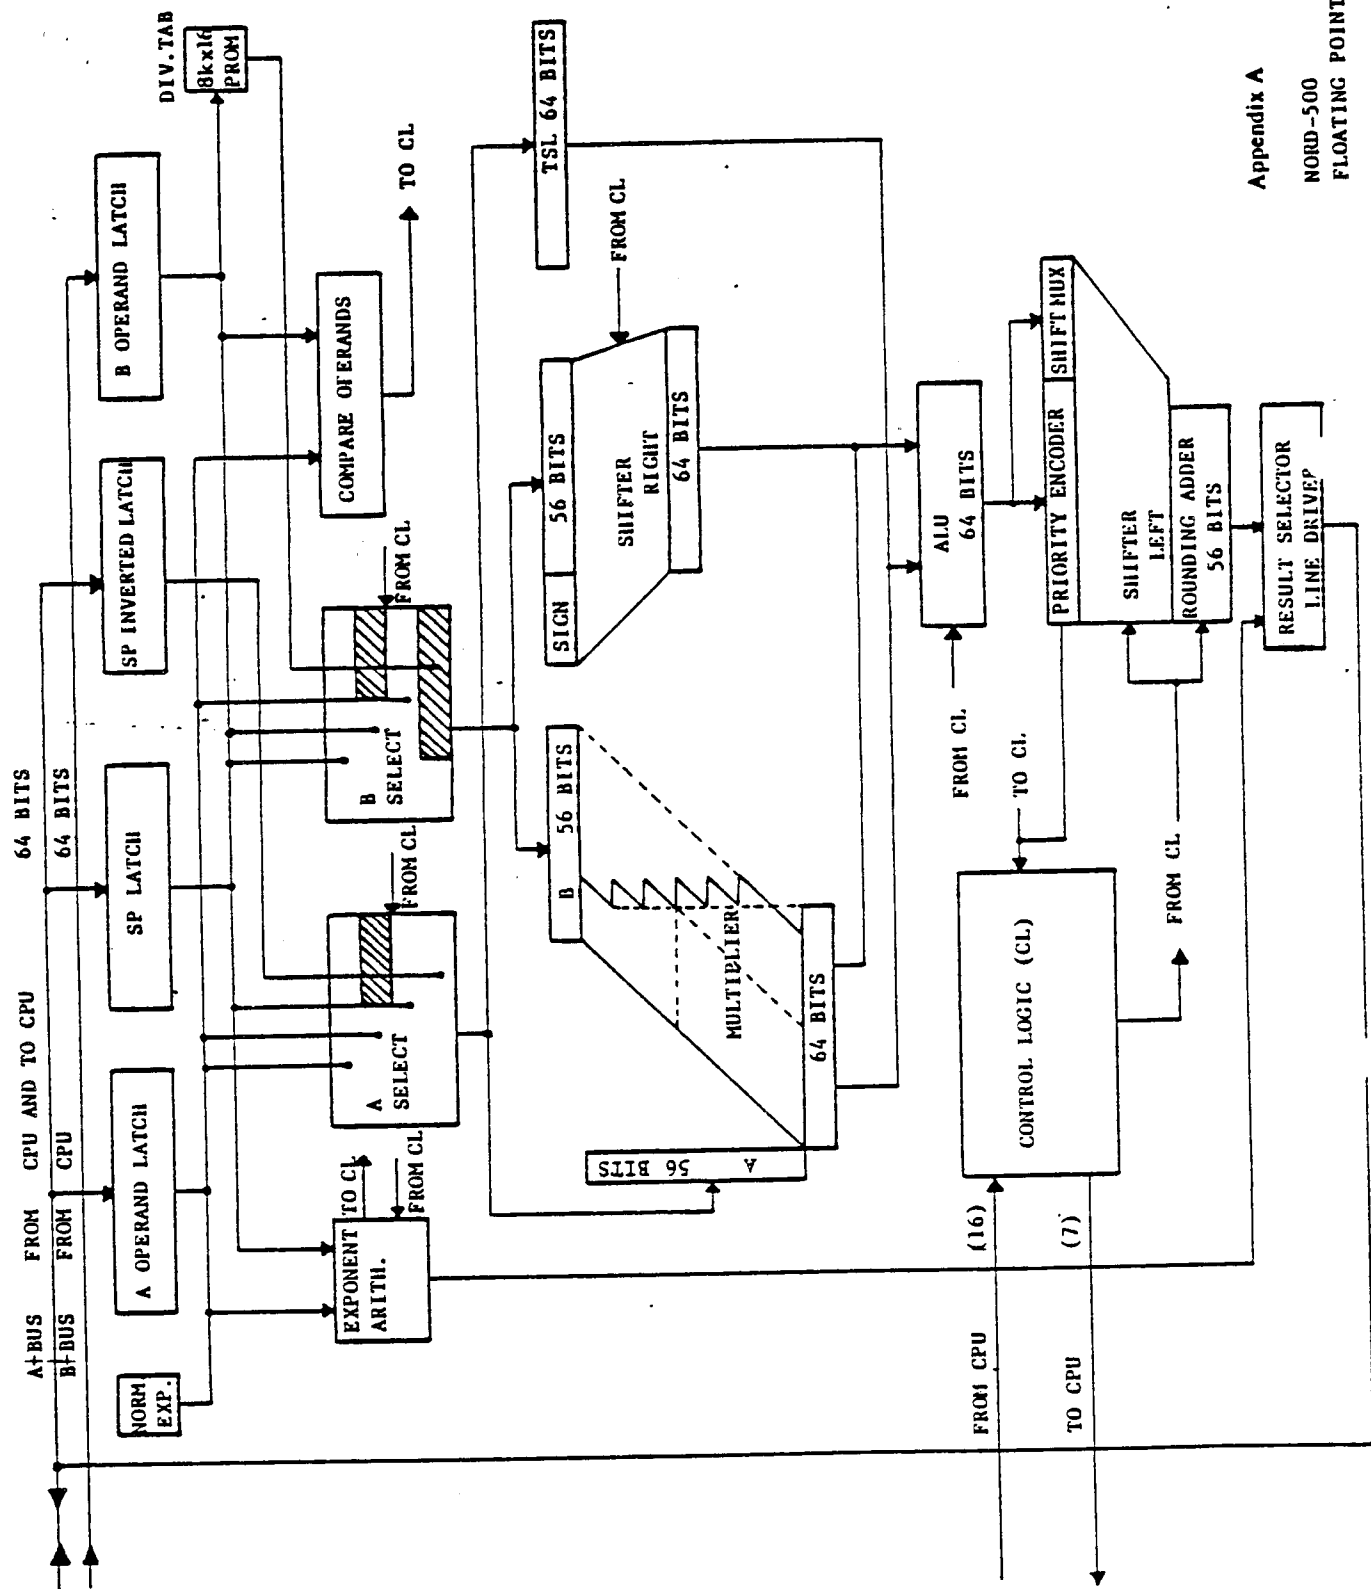 A+BUS FROM CPU AND TO CPU 64 BITS
B+BUS FROM CPU 64 BITS
NORM.
EXP.
A OPERAND LATCH
SP LATCH
SP INVERTED LATCH
B OPERAND LATCH
DIV.TAB
8kx16
PROM
EXPONENT
ARITH.
TO CL
FROM CL
A
SELECT
FROM CL
B
SELECT
FROM CL
COMPARE OPERANDS
TO CL
A 56 BITS
B 56 BITS
MULTIPLIER
64 BITS
SIGN
56 BITS
SHIFTER
RIGHT
64 BITS
FROM CL
TSL 64 BITS
FROM CL
ALU
64 BITS
FROM CPU
(16)
TO CPU
(7)
CONTROL LOGIC (CL)
TO CL
FROM CL
PRIORITY ENCODER
SHIFT MUX
SHIFTER
LEFT
ROUNDING ADDER
56 BITS
RESULT SELECTOR
LINE DRIVER
Appendix A
NORD-500
FLOATING POINT